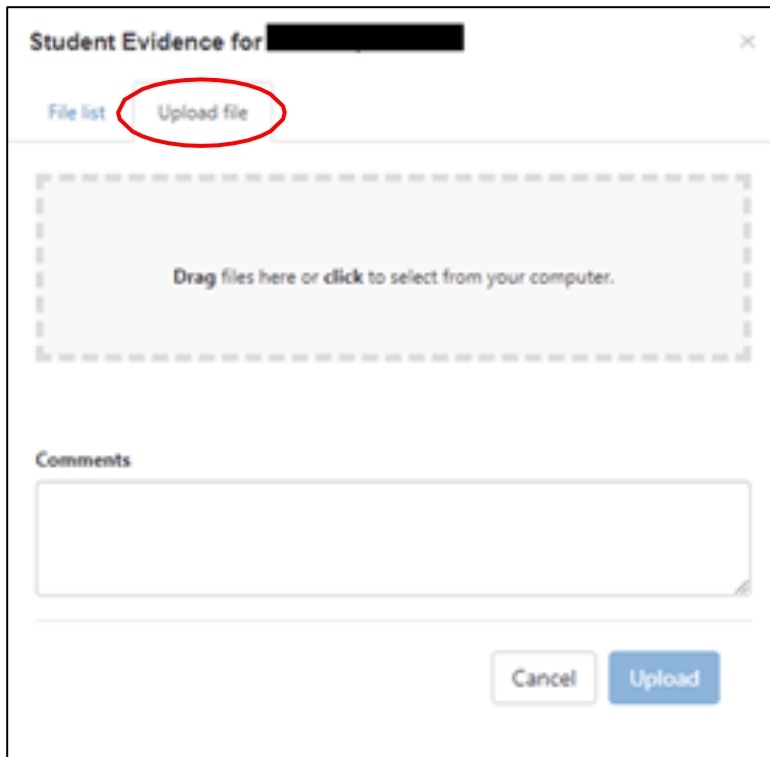 Student Evidence for
File list Upload file
Drag files here or click to select from your computer.
Comments
Cancel Upload